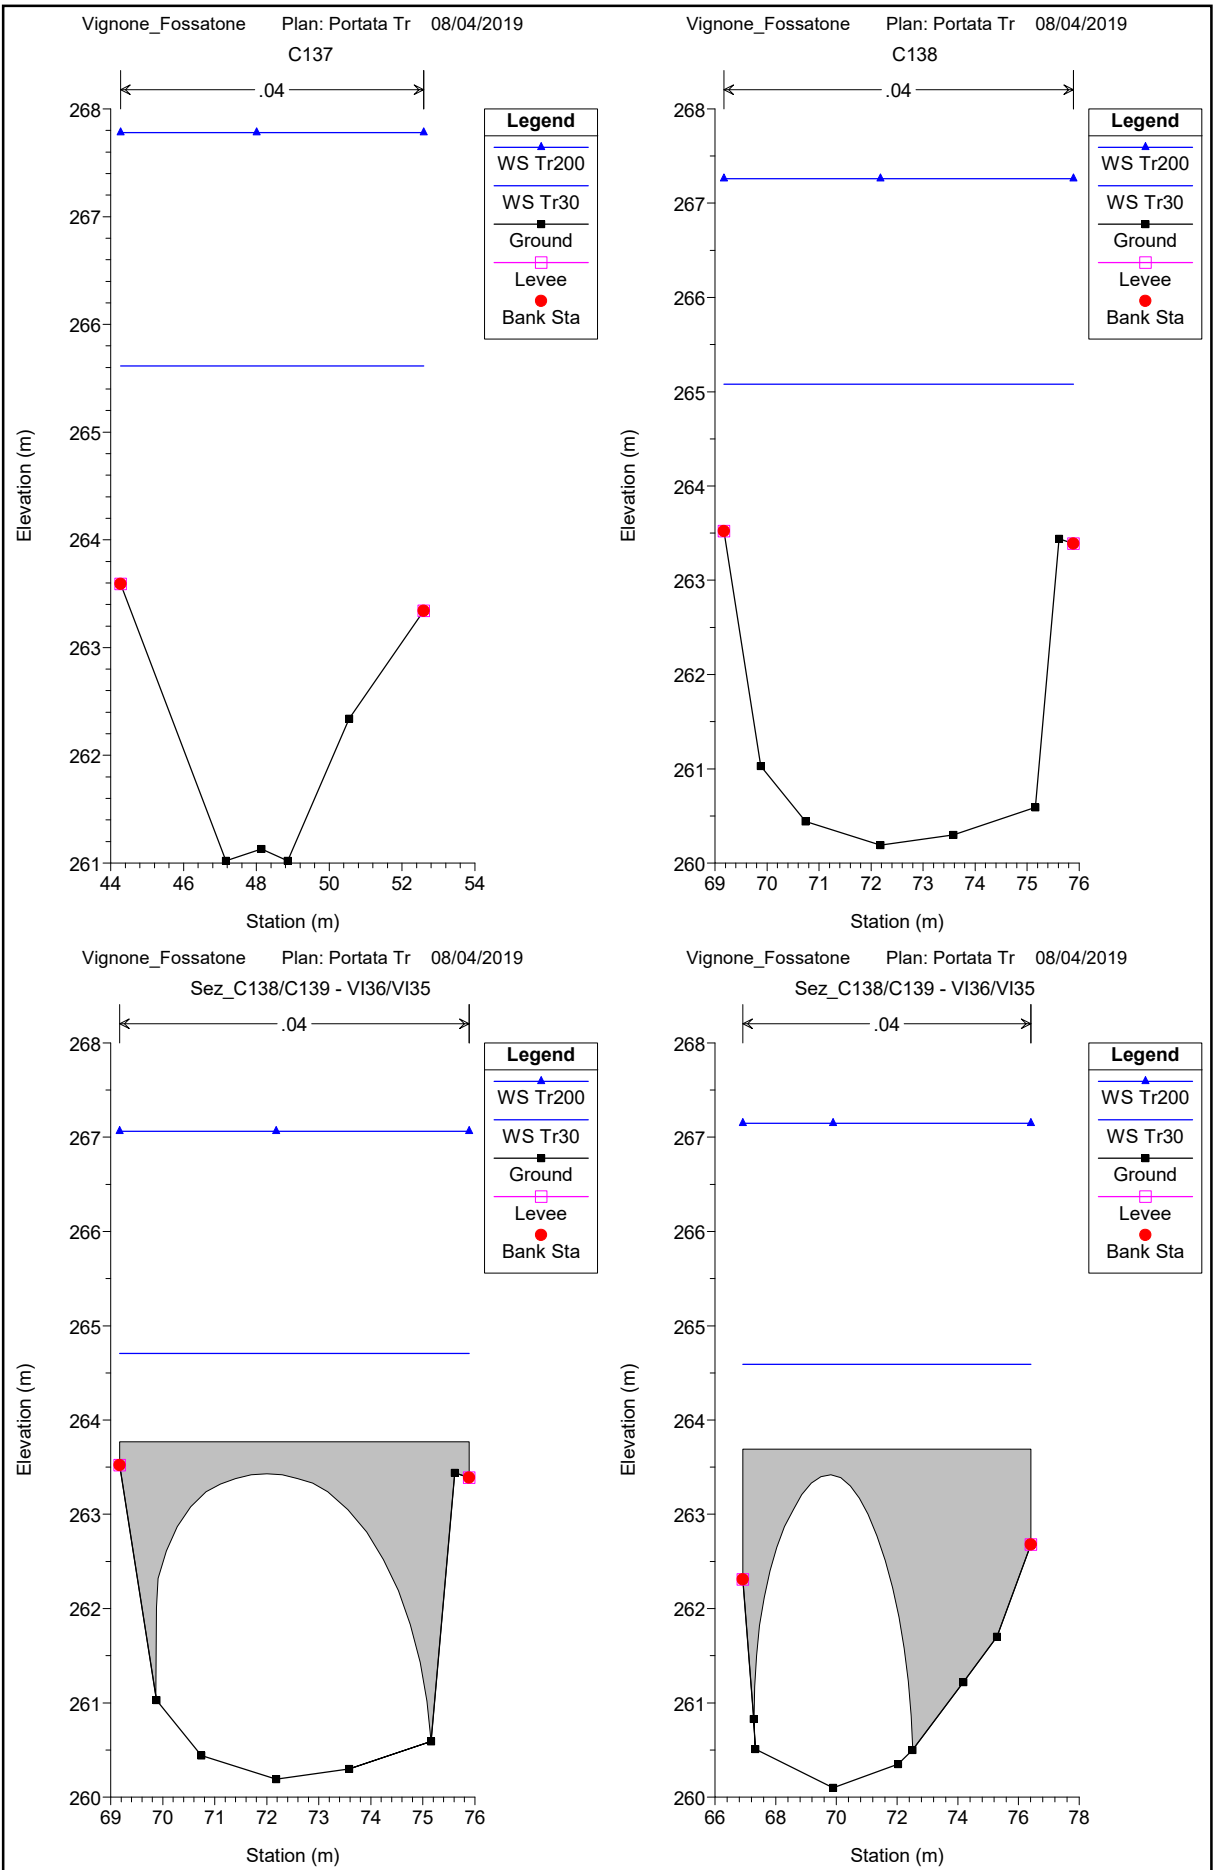 Vignone_Fossatone Plan: Portata Tr 08/04/2019
C137
.04
268
267
266
265
264
263
262
261
44 46 48 50 52 54
Elevation (m)
Station (m)
Legend
WS Tr200
WS Tr30
Ground
Levee
Bank Sta
Vignone_Fossatone Plan: Portata Tr 08/04/2019
C138
.04
268
267
266
265
264
263
262
261
260
69 70 71 72 73 74 75 76
Elevation (m)
Station (m)
Legend
WS Tr200
WS Tr30
Ground
Levee
Bank Sta
Vignone_Fossatone Plan: Portata Tr 08/04/2019
Sez_C138/C139 - VI36/VI35
.04
268
267
266
265
264
263
262
261
260
69 70 71 72 73 74 75 76
Elevation (m)
Station (m)
Legend
WS Tr200
WS Tr30
Ground
Levee
Bank Sta
Vignone_Fossatone Plan: Portata Tr 08/04/2019
Sez_C138/C139 - VI36/VI35
.04
268
267
266
265
264
263
262
261
260
66 68 70 72 74 76 78
Elevation (m)
Station (m)
Legend
WS Tr200
WS Tr30
Ground
Levee
Bank Sta